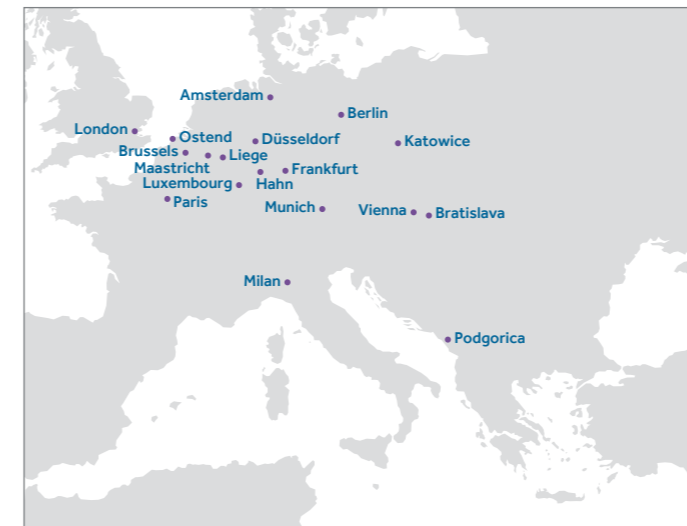 Amsterdam
Berlin
London
Ostend
Düsseldorf
Katowice
Brussels
Liege
Maastricht
Frankfurt
Luxembourg
Hahn
Paris
Munich
Vienna
Bratislava
Milan
Podgorica